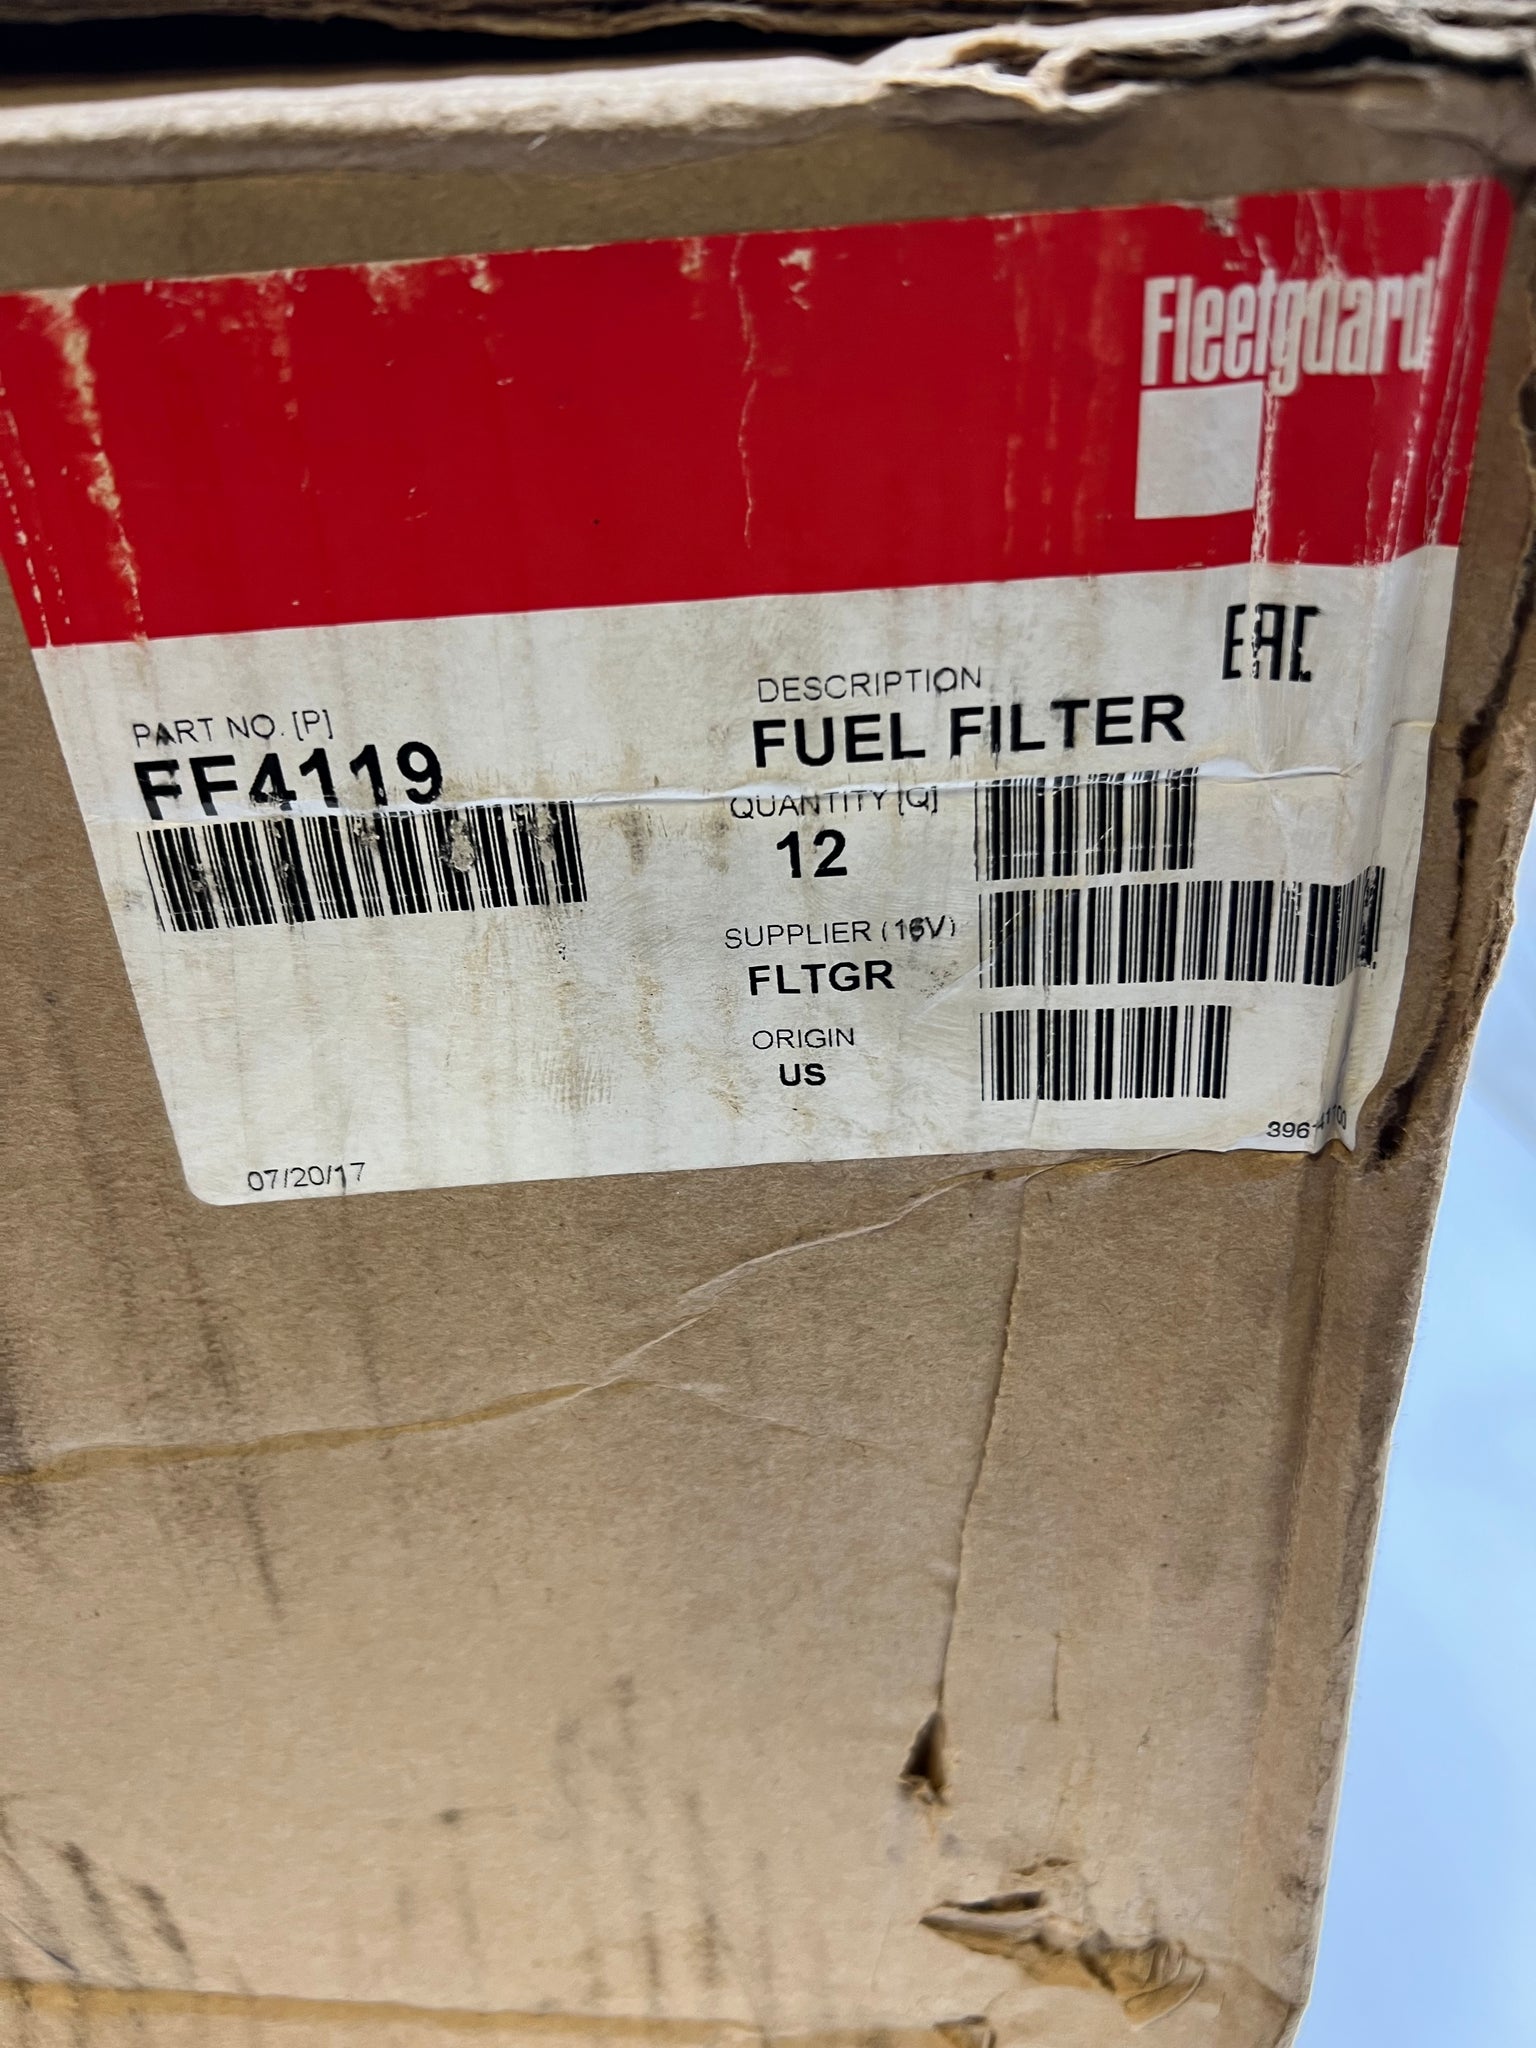 Fleetguard
EAC
PART NO. [P]
FF4119
DESCRIPTION
FUEL FILTER
QUANTITY [Q]
12
SUPPLIER (16V)
FLTGR
ORIGIN
US
07/20/17